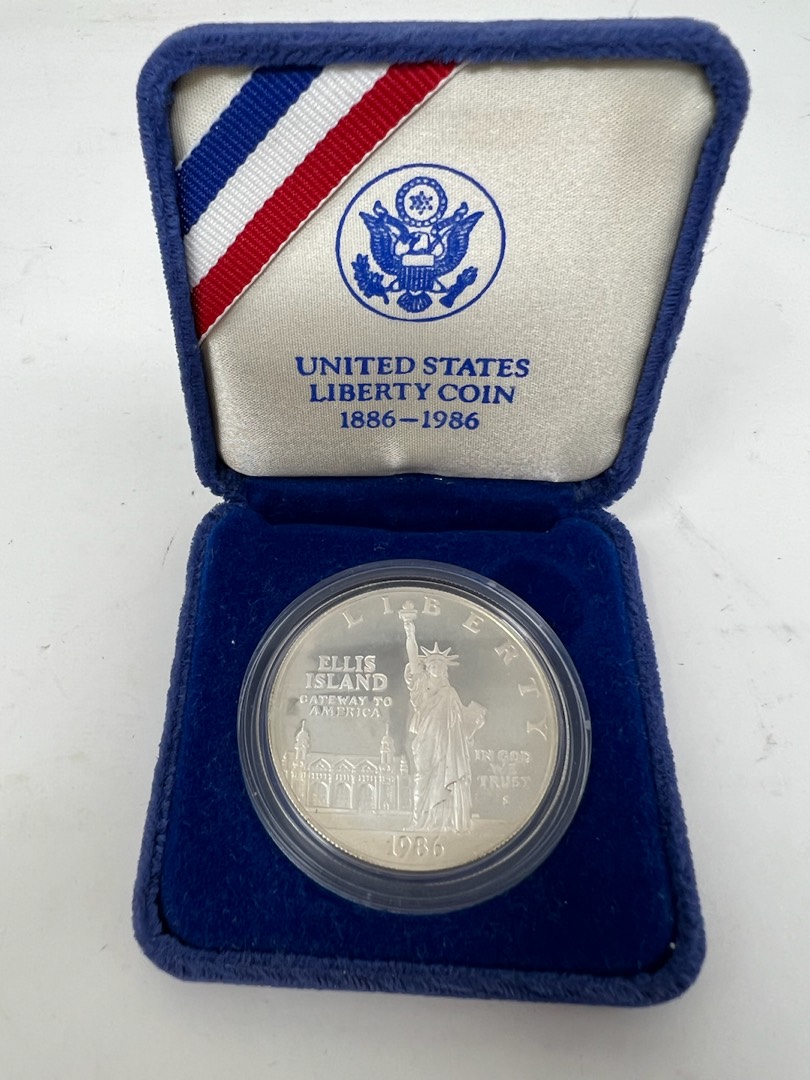 UNITED STATES
LIBERTY COIN
1886–1986
LIBERTY
ELLIS
ISLAND
GATEWAY TO
AMERICA
IN GOD
WE
TRUST
S
1986